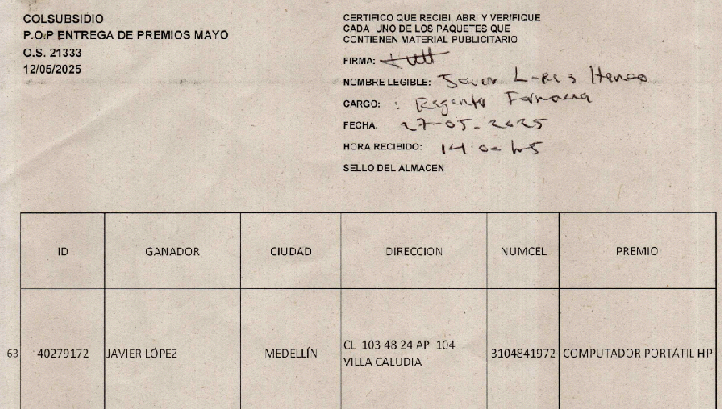 COLSUBSIDIO
P.O.P ENTREGA DE PREMIOS MAYO
O.S. 21333
12/05/2025
CERTIFICO QUE RECIBI, ABRI Y VERIFIQUE
CADA UNO DE LOS PAQUETES QUE
CONTIENEN MATERIAL PUBLICITARIO
FIRMA:
NOMBRE LEGIBLE:
CARGO: : Regente Farmacia
FECHA: 27-05-2025
HORA RECIBIDO:
SELLO DEL ALMACEN
ID GANADOR CIUDAD DIRECCION NUMCEL PREMIO
63 40279172 JAVIER LÓPEZ MEDELLÍN CL 103 48 24 AP 104 3104841972 COMPUTADOR PORTÁTIL HP
VILLA CALUDIA